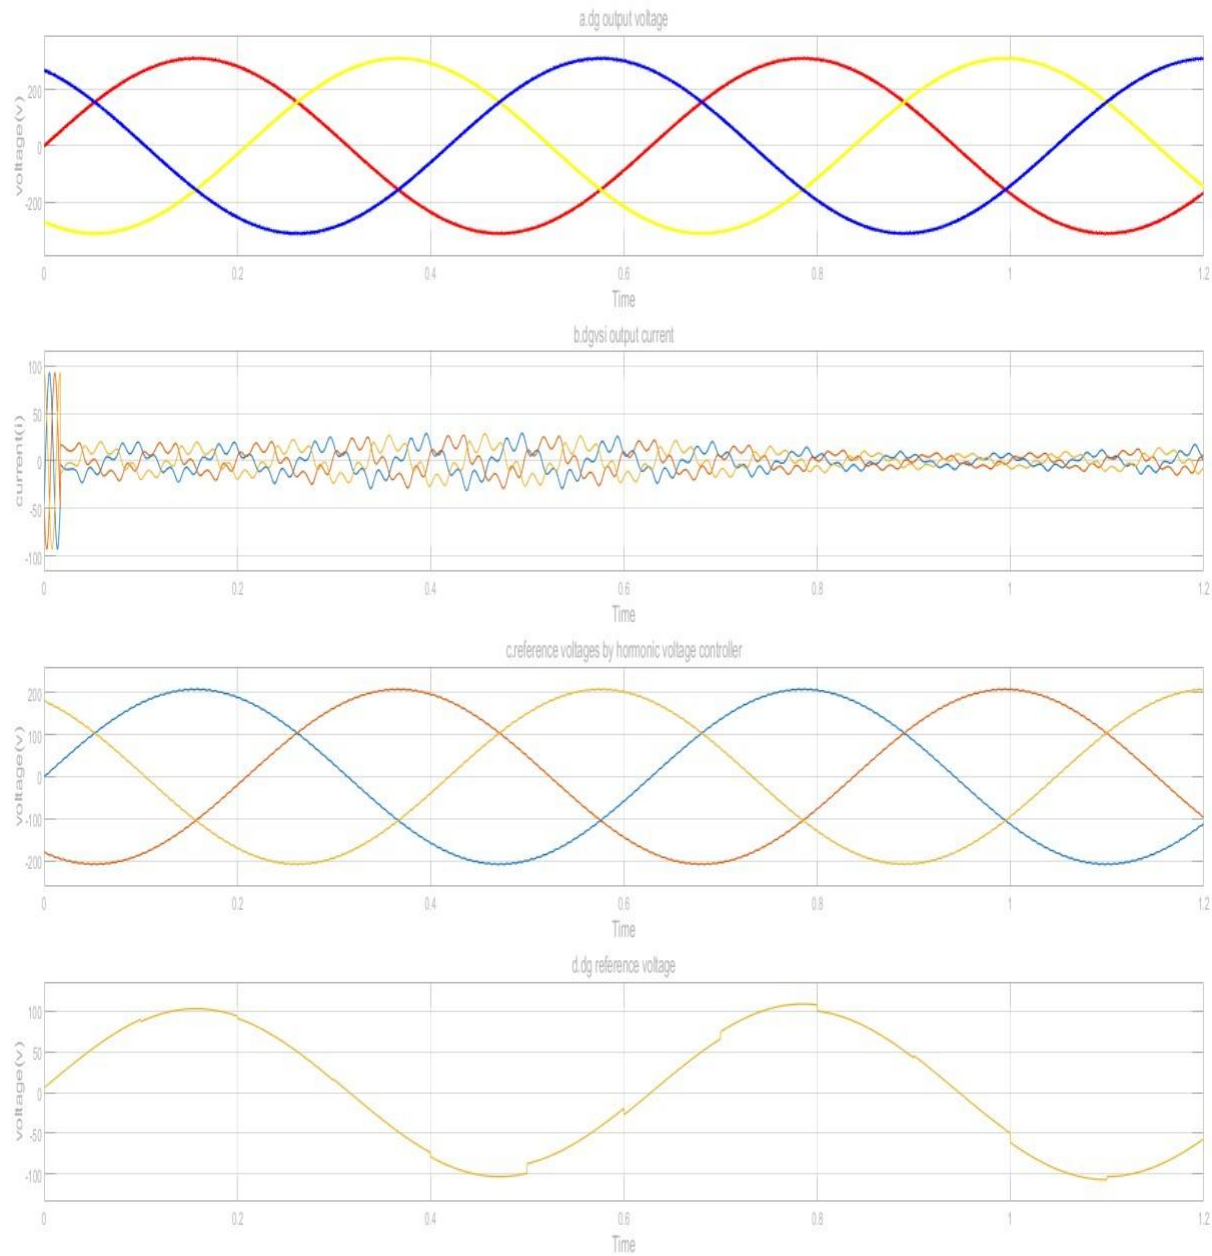 a.dg output voltage
voltage(v)
200
0
-200
0 0.2 0.4 0.6 0.8 1 1.2
Time
b.dgvsi output current
current(i)
100
50
0
-50
-100
0 0.2 0.4 0.6 0.8 1 1.2
Time
c.reference voltages by hormonic voltage controller
voltage(v)
200
100
0
-100
-200
0 0.2 0.4 0.6 0.8 1 1.2
Time
d.dg reference voltage
voltage(v)
100
50
0
-50
-100
0 0.2 0.4 0.6 0.8 1 1.2
Time